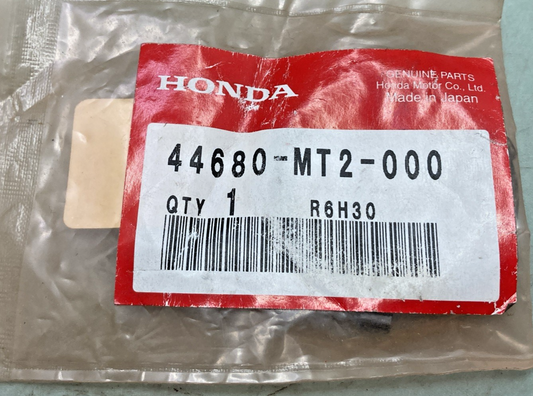 HONDA
GENUINE PARTS
Honda Motor Co., Ltd.
Made in Japan
44680-MT2-000
QTY 1 R6H30